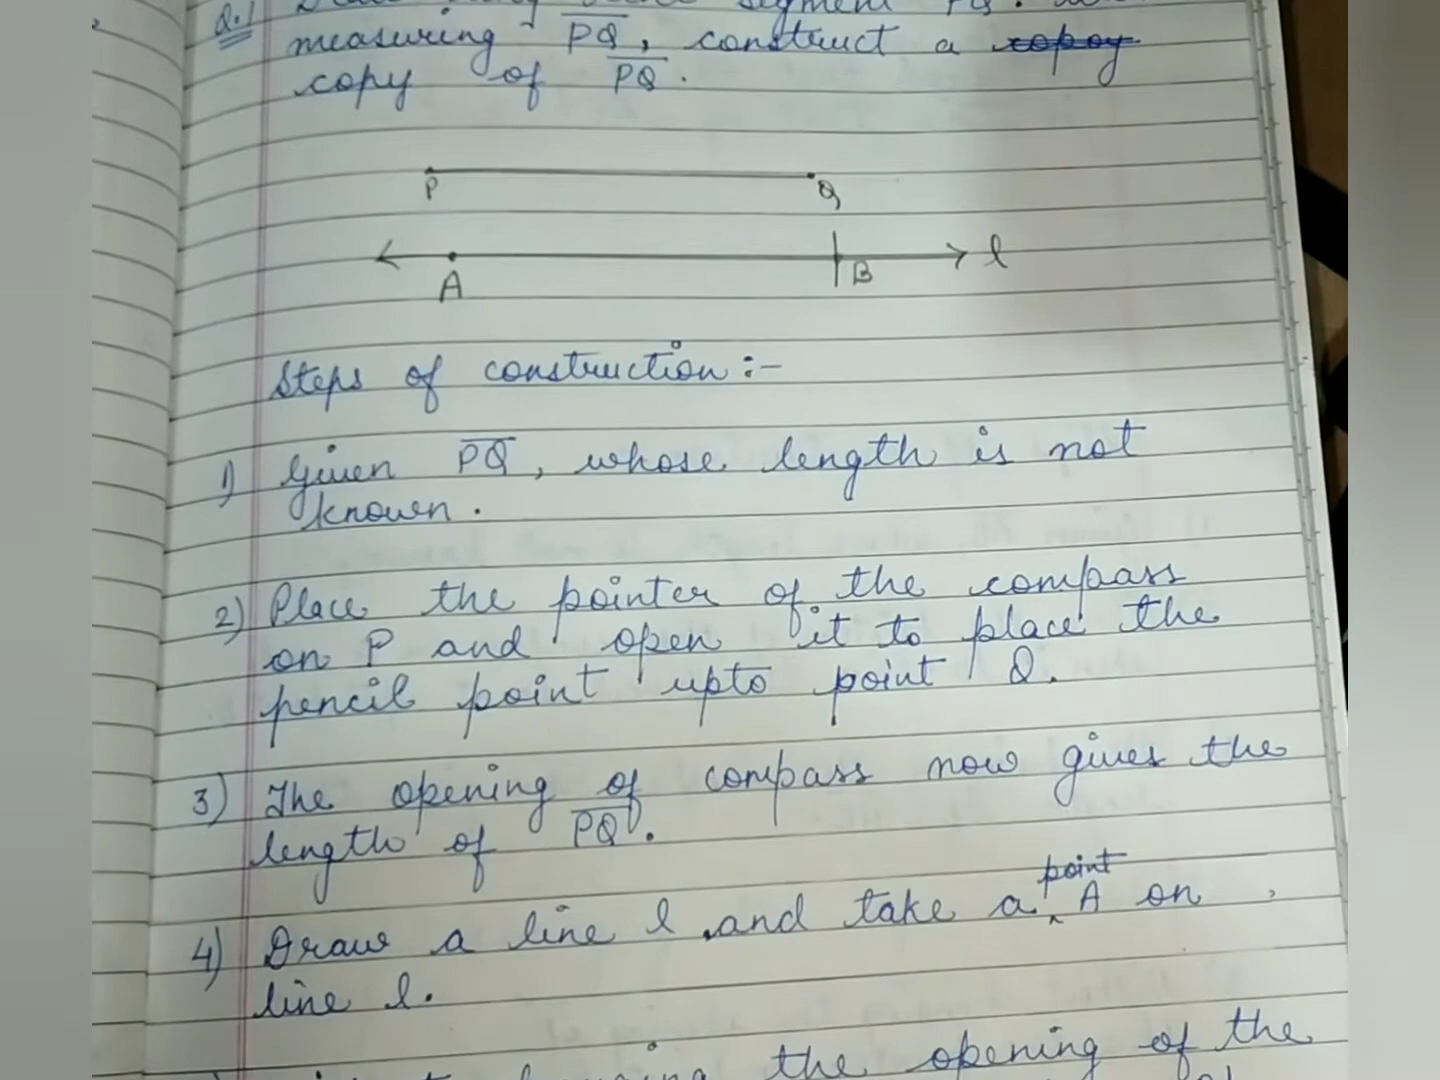 Q.1 segment PQ.
measuring PQ, construct a
copy of PQ.
P Q
A B l
Steps of construction :-
1) Given PQ, whose length is not
known.
2) Place the pointer of the compass
on P and open it to place the
pencil point upto point Q.
3) The opening of compass now gives the
length of PQ.
4) Draw a line l and take a point A on
line l.
the opening of the